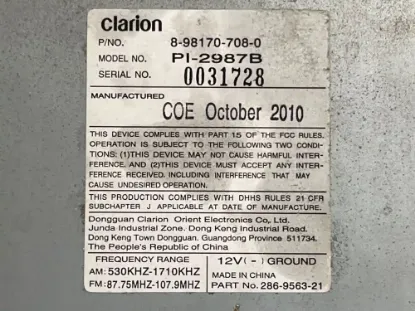 clarion
P/NO. 8-98170-708-0
MODEL NO. PI-2987B
SERIAL NO. 0031728
MANUFACTURED
COE October 2010
THIS DEVICE COMPLIES WITH PART 15 OF THE FCC RULES.
OPERATION IS SUBJECT TO THE FOLLOWING TWO CONDI-
TIONS: (1)THIS DEVICE MAY NOT CAUSE HARMFUL INTER-
FERENCE, AND (2)THIS DEVICE MUST ACCEPT ANY INTER-
FERENCE RECEIVED, INCLUDING INTERFERENCE THAT MAY
CAUSE UNDESIRED OPERATION.
THIS PRODUCTION COMPLIES WITH DHHS RULES 21 CFR
SUBCHAPTER J APPLICABLE AT DATE OF MANUFACTURE.
Dongguan Clarion Orient Electronics Co,. Ltd.
Junda Industrial Zone. Dong Keng Industrial Road.
Dong Keng Town Dongguan. Guangdong Province 511734.
The People's Republic of China
FREQUENCY RANGE
AM: 530KHZ-1710KHZ
FM: 87.75MHZ-107.9MHZ
12V(-) GROUND
MADE IN CHINA
PART No. 286-9563-21